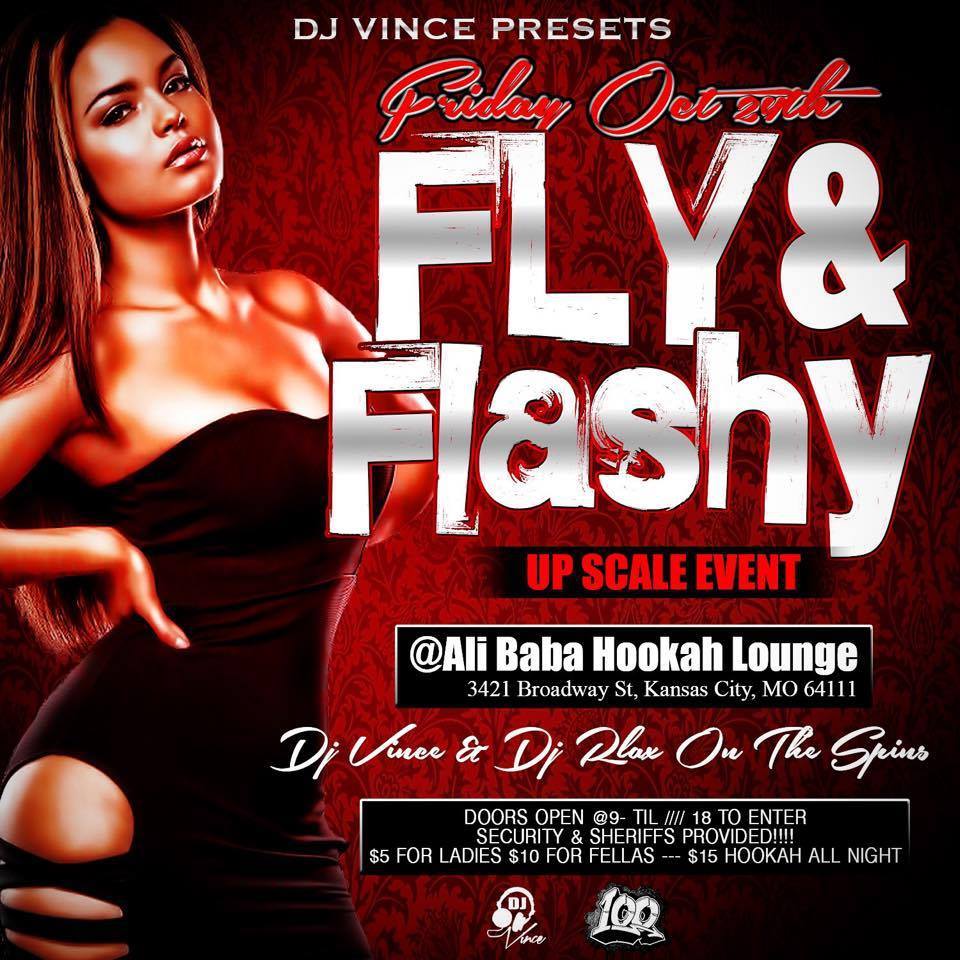 DJ VINCE PRESETS
Friday Oct 24th
FLY &
Flashy
UP SCALE EVENT
@Ali Baba Hookah Lounge
3421 Broadway St, Kansas City, MO 64111
Dj Vince & Dj Rlax On The Spins
DOORS OPEN @9- TIL //// 18 TO ENTER
SECURITY & SHERIFFS PROVIDED!!!!
$5 FOR LADIES $10 FOR FELLAS --- $15 HOOKAH ALL NIGHT
DJ
Vince
100